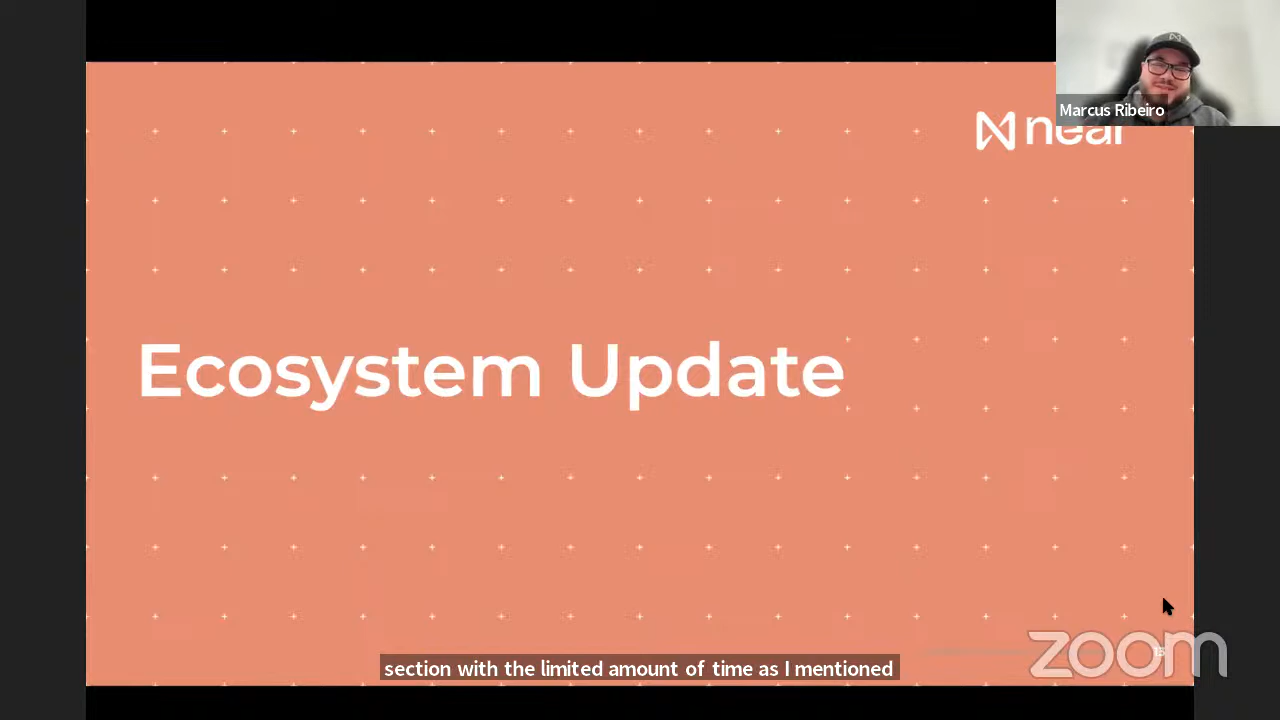 Marcus Ribeiro
near
Ecosystem Update
section with the limited amount of time as I mentioned
zoom